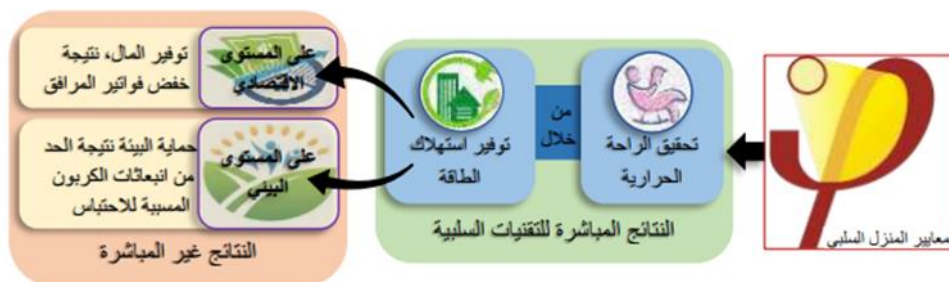 معايير المنزل السلبي
تحقيق الراحة
الحرارية
من
خلال
توفير استهلاك
الطاقة
النتائج المباشرة للتقنيات السلبية
على المستوى
الاقتصادي
توفير المال، نتيجة
خفض فواتير المرافق
على المستوى
البيئي
حماية البيئة نتيجة الحد
من انبعاثات الكربون
المسببة للاحتباس
النتائج غير المباشرة